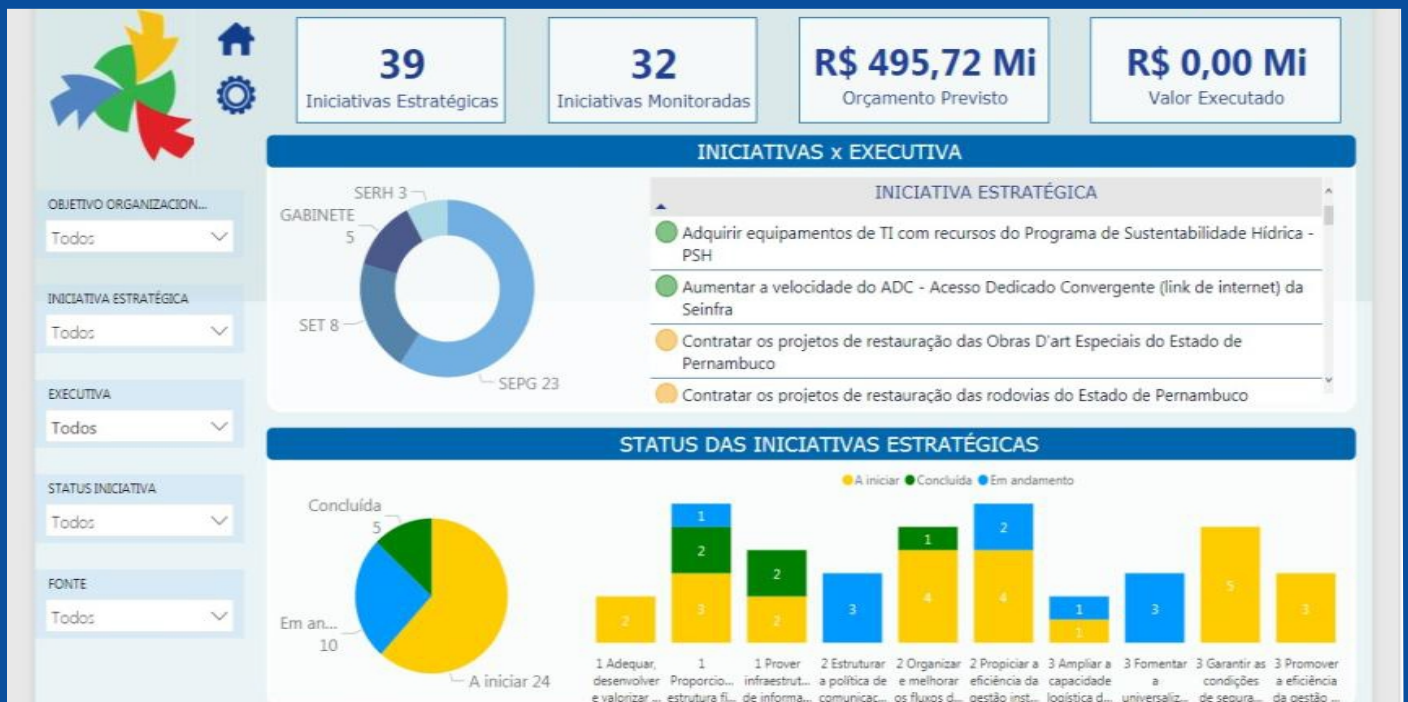 39
Iniciativas Estratégicas
32
Iniciativas Monitoradas
R$ 495,72 Mi
Orçamento Previsto
R$ 0,00 Mi
Valor Executado
OBJETIVO ORGANIZACION...
Todos
INICIATIVA ESTRATÉGICA
Todos
EXECUTIVA
Todos
STATUS INICIATIVA
Todos
FONTE
Todos
INICIATIVAS x EXECUTIVA
SERH 3
GABINETE
5
SET 8
SEPG 23
INICIATIVA ESTRATÉGICA
Adquirir equipamentos de TI com recursos do Programa de Sustentabilidade Hídrica -
PSH
Aumentar a velocidade do ADC - Acesso Dedicado Convergente (link de internet) da
Seinfra
Contratar os projetos de restauração das Obras D'art Especiais do Estado de
Pernambuco
Contratar os projetos de restauração das rodovias do Estado de Pernambuco
STATUS DAS INICIATIVAS ESTRATÉGICAS
Concluída
5
Em an...
10
A iniciar 24
A iniciar Concluída Em andamento
2
1
2
3
2
2
3
1
4
2
4
1
1
3
5
3
1 Adequar,
desenvolver
e valorizar ...
1
Proporcio...
estrutura fí...
1 Prover
infraestrut...
de informa...
2 Estruturar
a política de
comunicaç...
2 Organizar
e melhorar
os fluxos d...
2 Propiciar a
eficiência da
gestão inst...
3 Ampliar a
capacidade
logística d...
3 Fomentar
a
universaliz...
3 Garantir as
condições
de segura...
3 Promover
a eficiência
da gestão ...